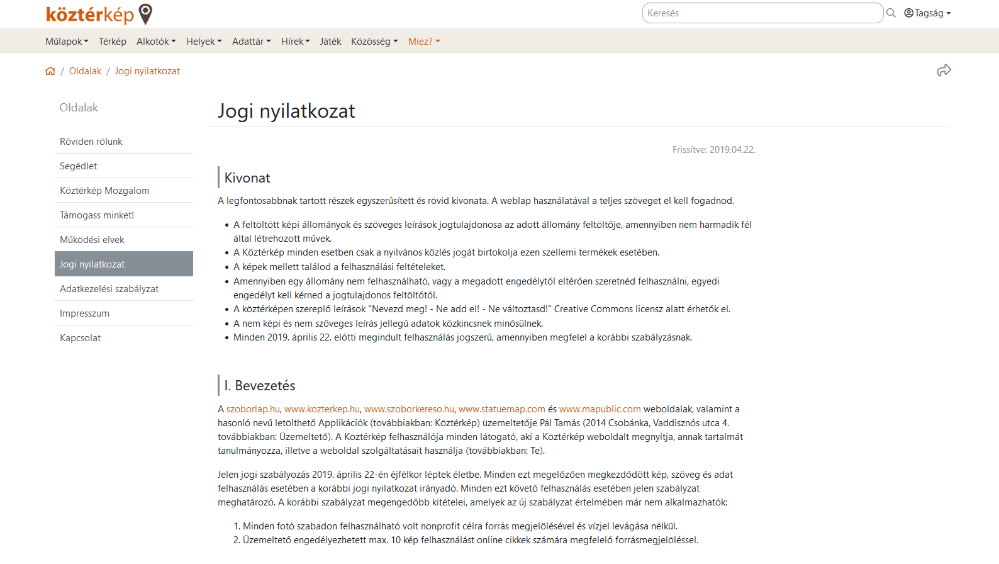 köztérkép
Keresés
Tagság
Műlapok Térkép Alkotók Helyek Adattár Hírek Játék Közösség Miez?
/ Oldalak / Jogi nyilatkozat
Oldalak
Röviden rólunk
Segédlet
Köztérkép Mozgalom
Támogass minket!
Működési elvek
Jogi nyilatkozat
Adatkezelési szabályzat
Impresszum
Kapcsolat
Jogi nyilatkozat
Frissítve: 2019.04.22.
Kivonat
A legfontosabbnak tartott részek egyszerűsített és rövid kivonata. A weblap használatával a teljes szöveget el kell fogadnod.
• A feltöltött képi állományok és szöveges leírások jogtulajdonosa az adott állomány feltöltője, amennyiben nem harmadik fél
által létrehozott művek.
• A Köztérkép minden esetben csak a nyilvános közlés jogát birtokolja ezen szellemi termékek esetében.
• A képek mellett találod a felhasználási feltételeket.
• Amennyiben egy állomány nem felhasználható, vagy a megadott engedélytől eltérően szeretnéd felhasználni, egyedi
engedélyt kell kérned a jogtulajdonos feltöltőtől.
• A köztérképen szereplő leírások "Nevezd meg! - Ne add el! - Ne változtasd!" Creative Commons licensz alatt érhetők el.
• A nem képi és nem szöveges leírás jellegű adatok közkincsnek minősülnek.
• Minden 2019. április 22. előtti megindult felhasználás jogszerű, amennyiben megfelel a korábbi szabályzásnak.
I. Bevezetés
A szoborlap.hu, www.kozterkep.hu, www.szoborkereso.hu, www.statuemap.com és www.mapublic.com weboldalak, valamint a
hasonló nevű letölthető Applikációk (továbbiakban: Köztérkép) üzemeltetője Pál Tamás (2014 Csobánka, Vaddisznós utca 4.
továbbiakban: Üzemeltető). A Köztérkép felhasználója minden látogató, aki a Köztérkép weboldalt megnyitja, annak tartalmát
tanulmányozza, illetve a weboldal szolgáltatásait használja (továbbiakban: Te).
Jelen jogi szabályozás 2019. április 22-én éjfélkor léptek életbe. Minden ezt megelőzően megkezdődött kép, szöveg és adat
felhasználás esetében a korábbi jogi nyilatkozat irányadó. Minden ezt követő felhasználás esetében jelen szabályzat
meghatározó. A korábbi szabályzat megengedőbb kitételei, amelyek az új szabályzat értelmében már nem alkalmazhatók:
1. Minden fotó szabadon felhasználható volt nonprofit célra forrás megjelölésével és vízjel levágása nélkül.
2. Üzemeltető engedélyezhetett max. 10 kép felhasználást online cikkek számára megfelelő forrásmegjelöléssel.